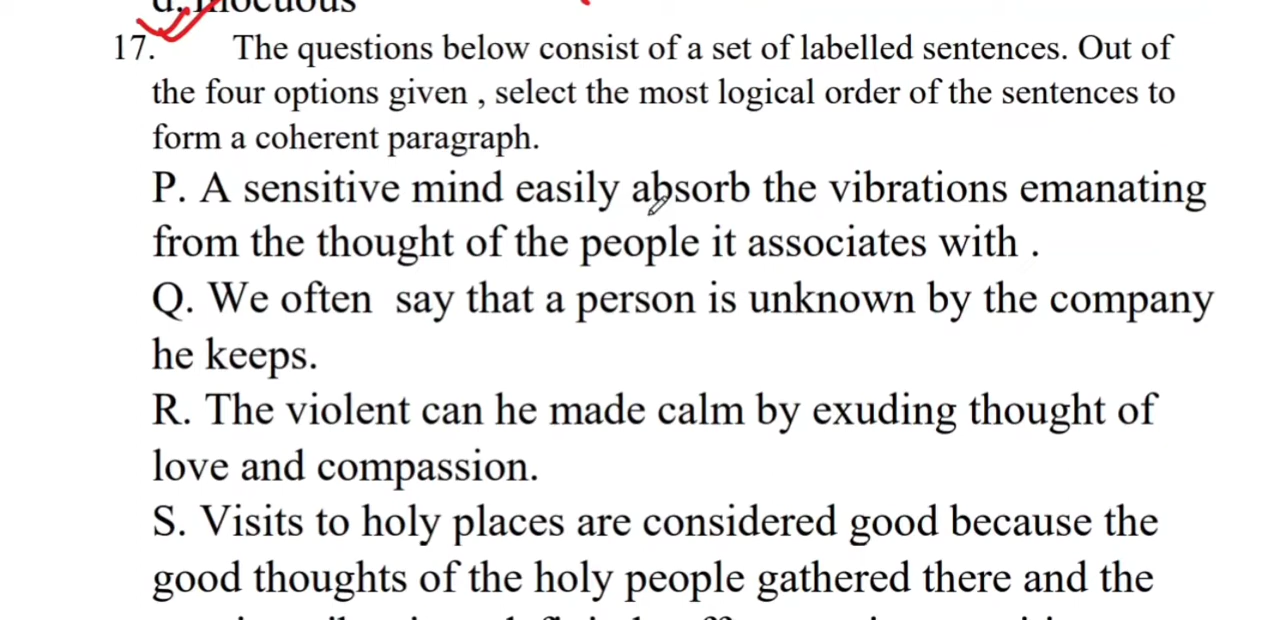 17. The questions below consist of a set of labelled sentences. Out of
the four options given , select the most logical order of the sentences to
form a coherent paragraph.
P. A sensitive mind easily absorb the vibrations emanating
from the thought of the people it associates with .
Q. We often say that a person is unknown by the company
he keeps.
R. The violent can he made calm by exuding thought of
love and compassion.
S. Visits to holy places are considered good because the
good thoughts of the holy people gathered there and the